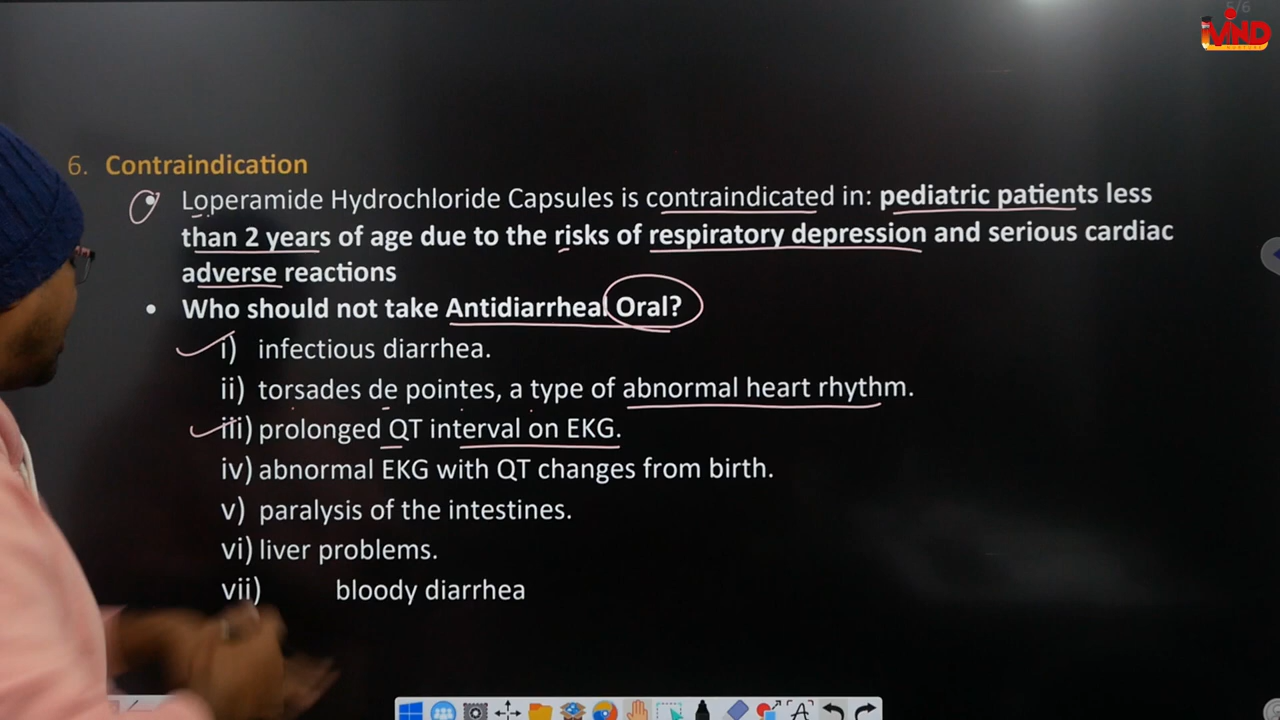 5/6
iMIND
6. Contraindication
Loperamide Hydrochloride Capsules is contraindicated in: pediatric patients less
than 2 years of age due to the risks of respiratory depression and serious cardiac
adverse reactions
• Who should not take Antidiarrheal Oral?
i) infectious diarrhea.
ii) torsades de pointes, a type of abnormal heart rhythm.
iii) prolonged QT interval on EKG.
iv) abnormal EKG with QT changes from birth.
v) paralysis of the intestines.
vi) liver problems.
vii) bloody diarrhea